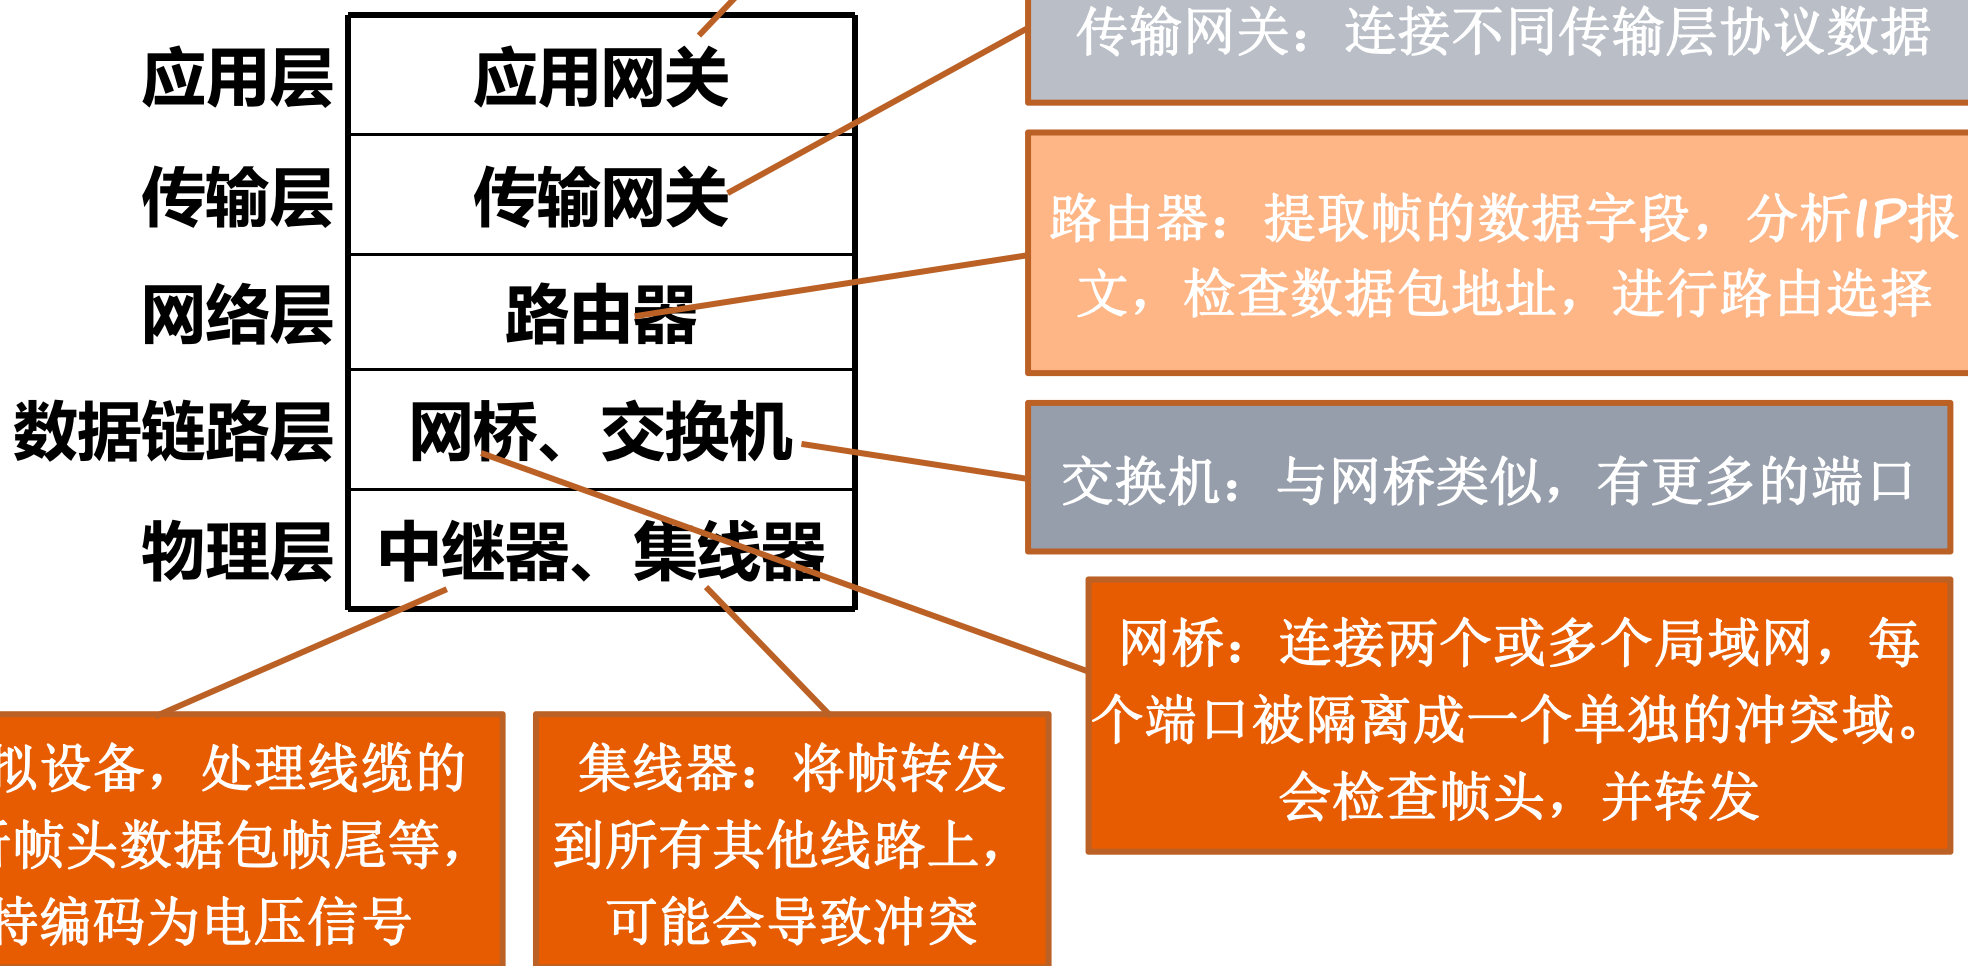 传输网关：连接不同传输层协议数据
应用层 应用网关
传输层 传输网关
路由器：提取帧的数据字段，分析IP报
文，检查数据包地址，进行路由选择
网络层 路由器
数据链路层 网桥、交换机
交换机：与网桥类似，有更多的端口
物理层 中继器、集线器
网桥：连接两个或多个局域网，每
个端口被隔离成一个单独的冲突域。
会检查帧头，并转发
拟设备，处理线缆的
帧头数据包帧尾等，
特编码为电压信号
集线器：将帧转发
到所有其他线路上，
可能会导致冲突